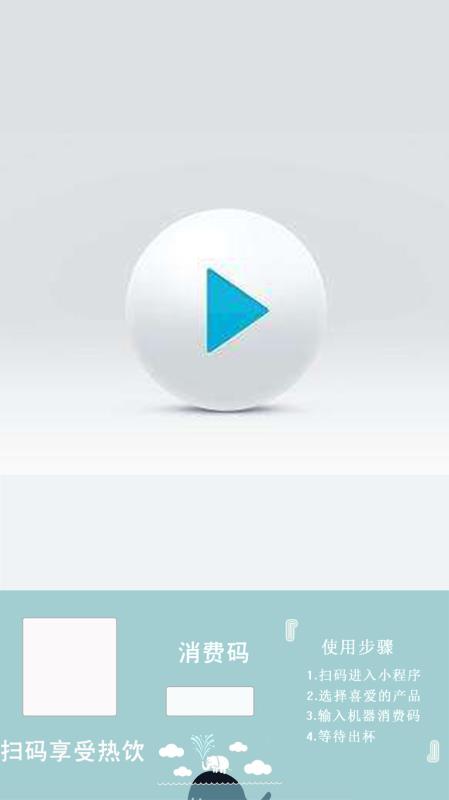 消费码
扫码享受热饮
使用步骤
1.扫码进入小程序
2.选择喜爱的产品
3.输入机器消费码
4.等待出杯